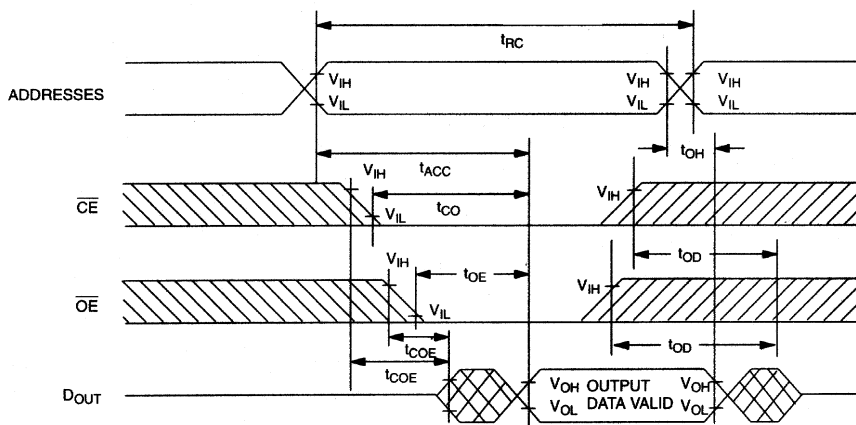 tRC
ADDRESSES
VIH
VIL
VIH
VIL
VIH
VIL
tOH
tACC
CE
VIH
tCO
VIL
VIH
tOD
OE
VIH
tOE
VIL
VIH
tOD
tCOE
tCOE
DOUT
VOH OUTPUT VOH
VOL DATA VALID VOL